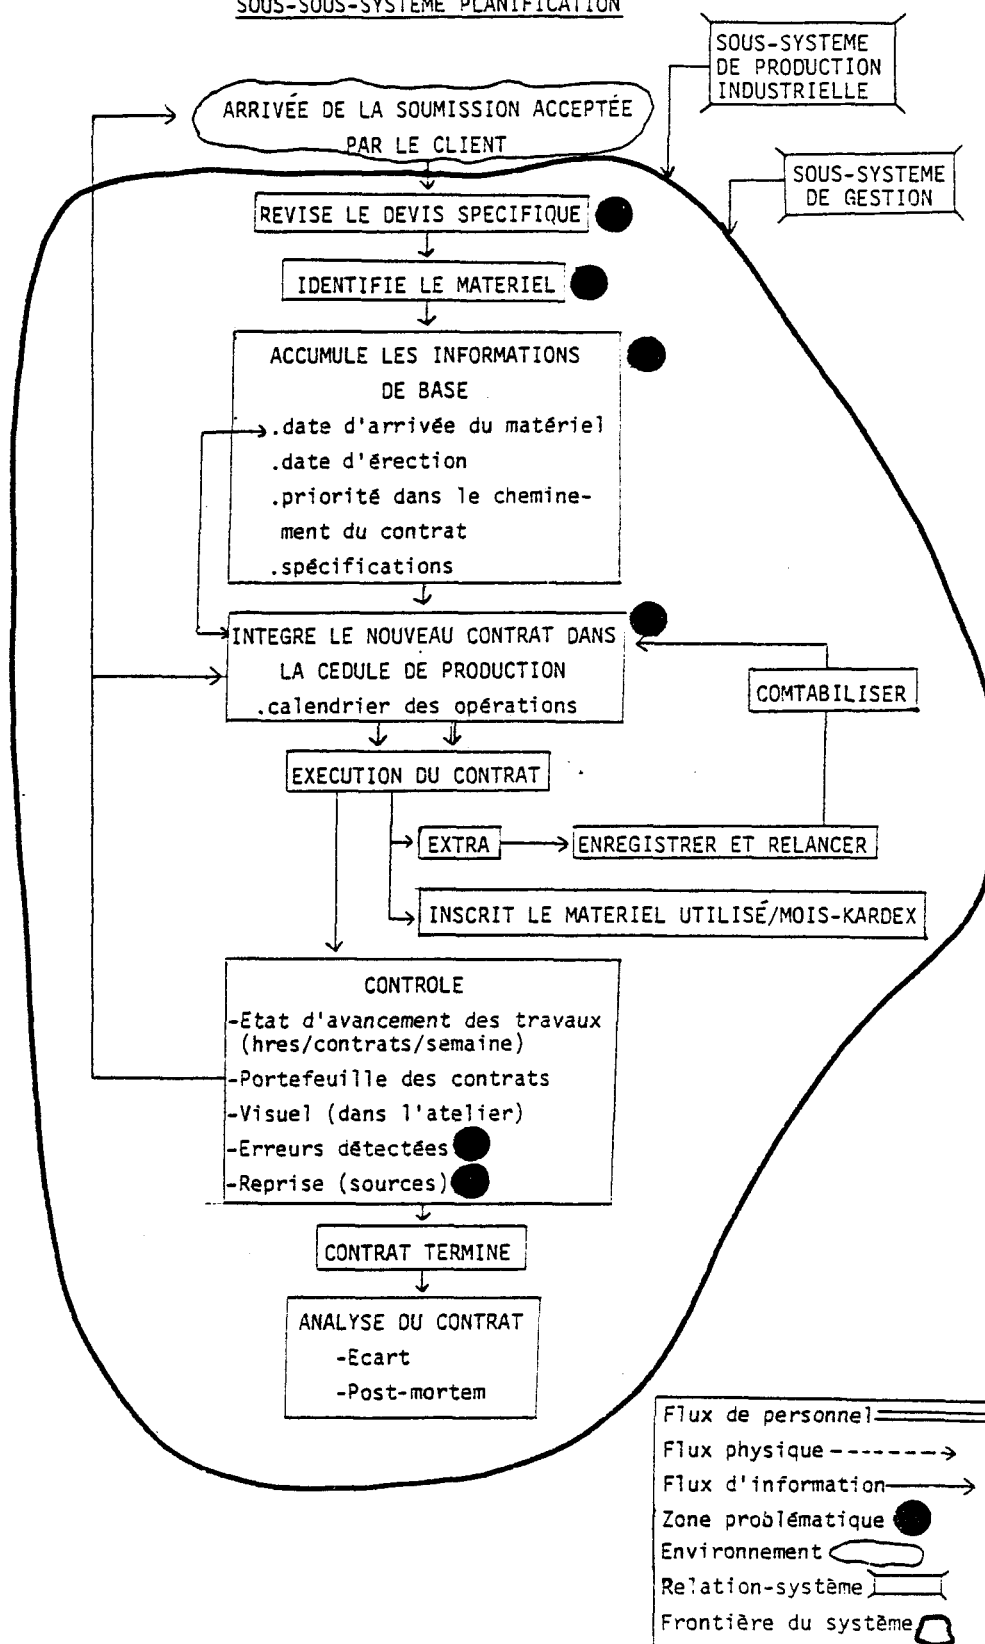 SOUS-SOUS-SYSTEME PLANIFICATION
SOUS-SYSTEME
DE PRODUCTION
INDUSTRIELLE
ARRIVÉE DE LA SOUMISSION ACCEPTÉE
PAR LE CLIENT
SOUS-SYSTEME
DE GESTION
REVISE LE DEVIS SPECIFIQUE
IDENTIFIE LE MATERIEL
ACCUMULE LES INFORMATIONS
DE BASE
.date d'arrivée du matériel
.date d'érection
.priorité dans le chemine-
ment du contrat
.spécifications
INTEGRE LE NOUVEAU CONTRAT DANS
LA CEDULE DE PRODUCTION
.calendrier des opérations
COMTABILISER
EXECUTION DU CONTRAT
EXTRA
ENREGISTRER ET RELANCER
INSCRIT LE MATERIEL UTILISÉ/MOIS-KARDEX
CONTROLE
-Etat d'avancement des travaux
(hres/contrats/semaine)
-Portefeuille des contrats
-Visuel (dans l'atelier)
-Erreurs détectées
-Reprise (sources)
CONTRAT TERMINE
ANALYSE DU CONTRAT
-Ecart
-Post-mortem
Flux de personnel
Flux physique
Flux d'information
Zone problématique
Environnement
Relation-système
Frontière du système